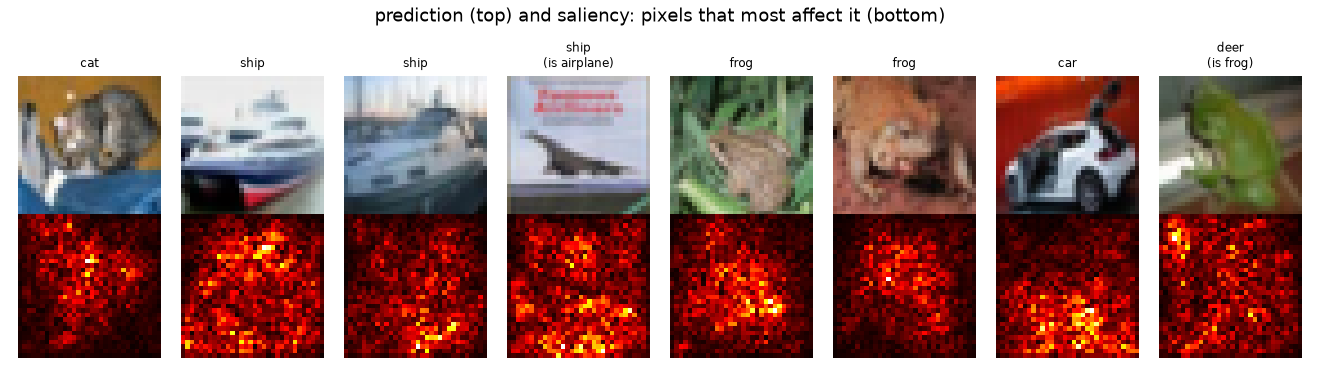 prediction (top) and saliency: pixels that most affect it (bottom)
cat
ship
ship
ship
(is airplane)
frog
frog
car
deer
(is frog)